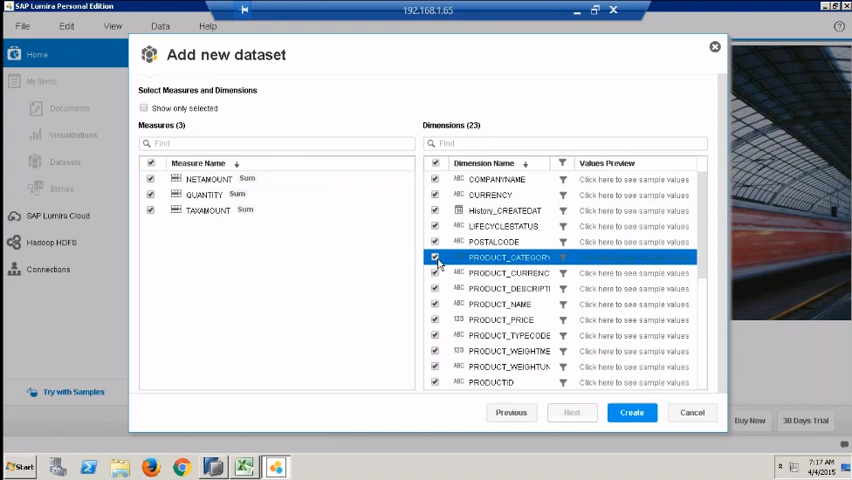 SAP Lumira Personal Edition
192.168.1.65
File Edit View Data Help
Home
My Items
Documents
Visualizations
Datasets
Stories
SAP Lumira Cloud
Hadoop HDFS
Connections
Try with Samples
Add new dataset
Select Measures and Dimensions
Show only selected
Measures (3)
Find
Measure Name
NETAMOUNT Sum
QUANTITY Sum
TAXAMOUNT Sum
Dimensions (23)
Find
Dimension Name Values Preview
ABC COMPANYNAME Click here to see sample values
ABC CURRENCY Click here to see sample values
History_CREATEDAT Click here to see sample values
ABC LIFECYCLESTATUS Click here to see sample values
ABC POSTALCODE Click here to see sample values
PRODUCT_CATEGORY Click here to see sample values
ABC PRODUCT_CURRENC Click here to see sample values
ABC PRODUCT_DESCRIPTI Click here to see sample values
ABC PRODUCT_NAME Click here to see sample values
123 PRODUCT_PRICE Click here to see sample values
ABC PRODUCT_TYPECODE Click here to see sample values
123 PRODUCT_WEIGHTME Click here to see sample values
ABC PRODUCT_WEIGHTUN Click here to see sample values
ABC PRODUCTID Click here to see sample values
Previous Next Create Cancel
Buy Now 30 Days Trial
Start
7:17 AM
4/4/2015